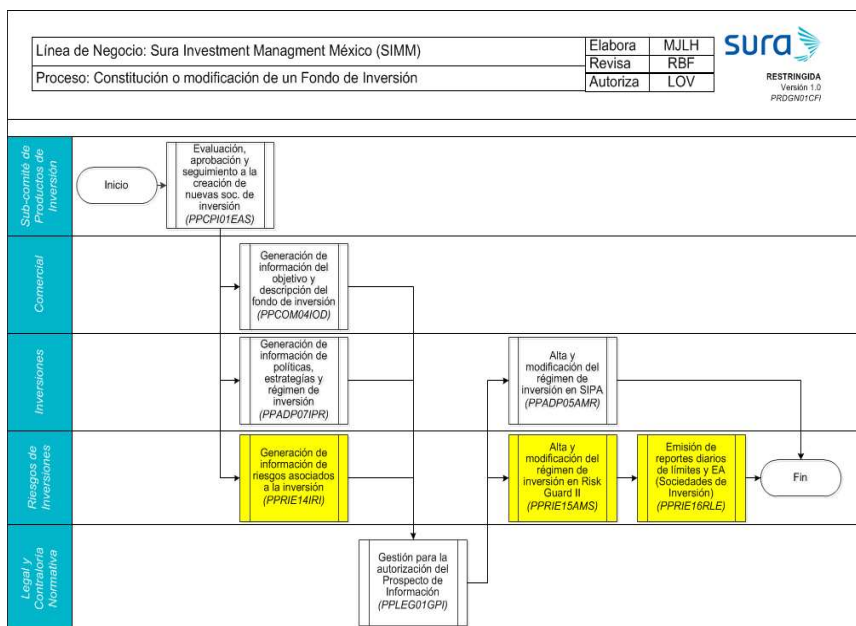 Línea de Negocio: Sura Investment Managment México (SIMM)
Proceso: Constitución o modificación de un Fondo de Inversión
Elabora MJLH
Revisa RBF
Autoriza LOV
sura
RESTRINGIDA
Versión 1.0
PRDGN01CFI
Sub-comité de
Productos de
Inversión
Inicio
Evaluación,
aprobación y
seguimiento a la
creación de
nuevas soc. de
inversión
(PPCPI01EAS)
Comercial
Generación de
información del
objetivo y
descripción del
fondo de inversión
(PPCOM04IOD)
Inversiones
Generación de
información de
políticas,
estrategías y
régimen de
inversión
(PPADP07IPR)
Alta y
modificación del
régimen de
inversión en SIPA
(PPADP05AMR)
Riesgos de
Inversiones
Generación de
información de
riesgos asociados
a la inversión
(PPRIE14IRI)
Alta y
modificación del
régimen de
inversión en Risk
Guard II
(PPRIE15AMS)
Emisión de
reportes diarios
de límites y EA
(Sociedades de
Inversión)
(PPRIE16RLE)
Fin
Legal y
Contraloría
Normativa
Gestión para la
autorización del
Prospecto de
Información
(PPLEG01GPI)